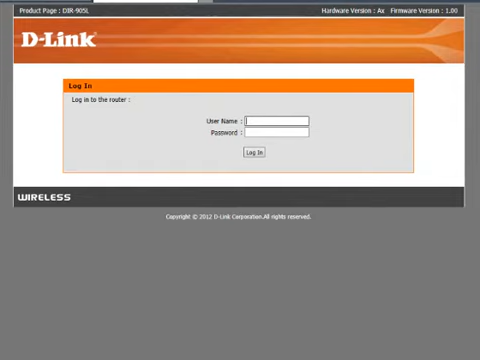 Product Page : DIR-905L Hardware Version : Ax Firmware Version : 1.00
D-Link
Log In
Log in to the router :
User Name :
Password :
Log In
WIRELESS
Copyright © 2012 D-Link Corporation.All rights reserved.